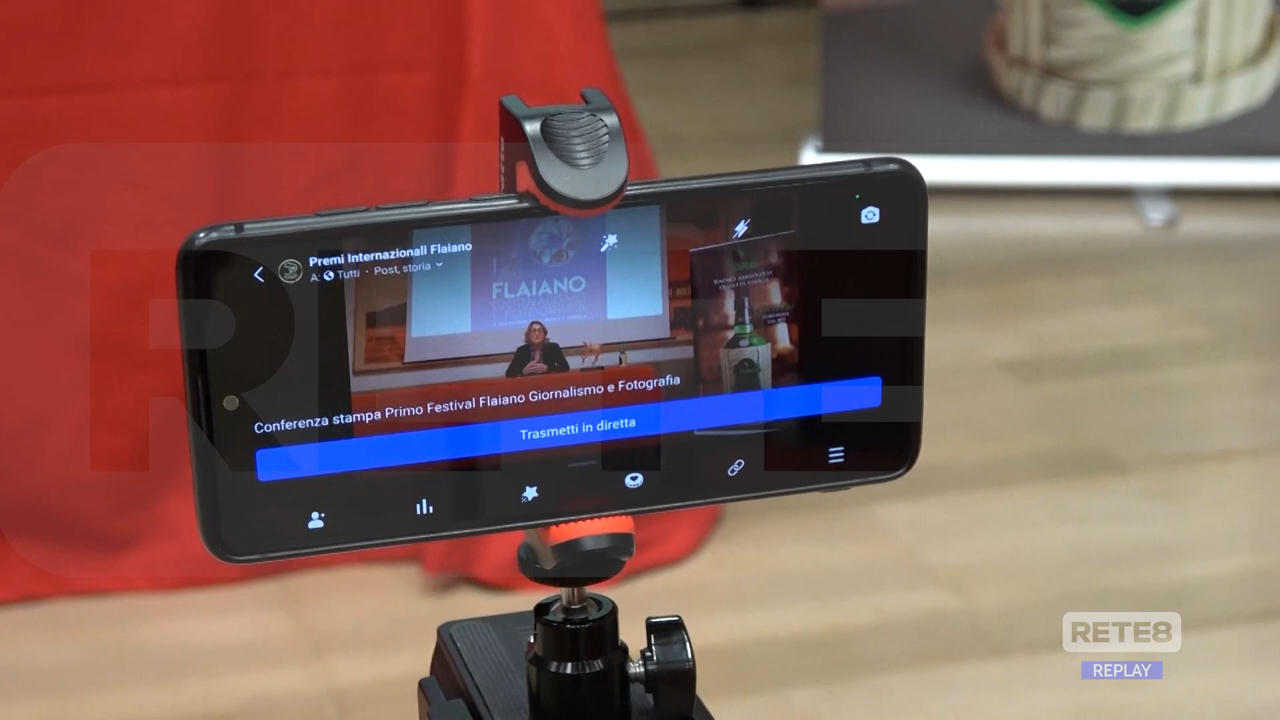 Premi Internazionali Flaiano
A: Tutti · Post, storia
FLAIANO
Conferenza stampa Primo Festival Flaiano Giornalismo e Fotografia
Trasmetti in diretta
RETE
RETE8
REPLAY